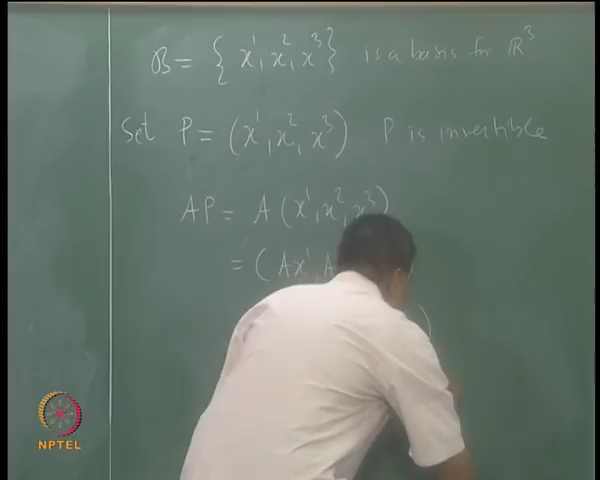 B = { x¹, x², x³ } is a basis for ℝ³
Set P = (x¹, x², x³) P is invertible
AP = A (x¹, x², x³)
= ( Ax¹, A
)
NPTEL